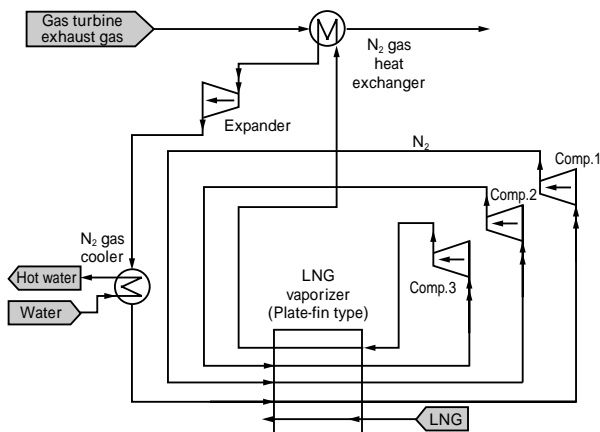 Gas turbine
exhaust gas
N₂ gas
heat
exchanger
Expander
N₂
Comp.1
Comp.2
N₂ gas
cooler
Hot water
Water
LNG
vaporizer
(Plate-fin type)
Comp.3
LNG